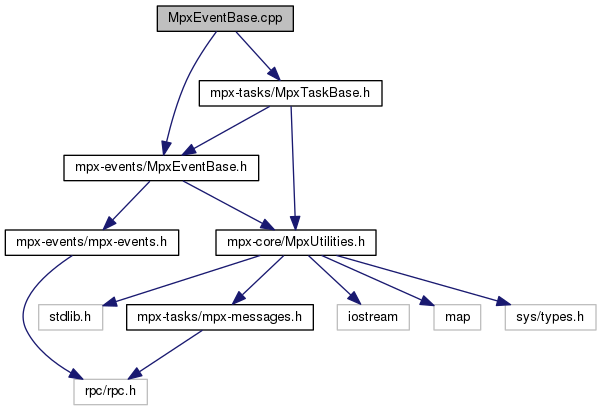 MpxEventBase.cpp
mpx-tasks/MpxTaskBase.h
mpx-events/MpxEventBase.h
mpx-events/mpx-events.h
mpx-core/MpxUtilities.h
stdlib.h
mpx-tasks/mpx-messages.h
iostream
map
sys/types.h
rpc/rpc.h